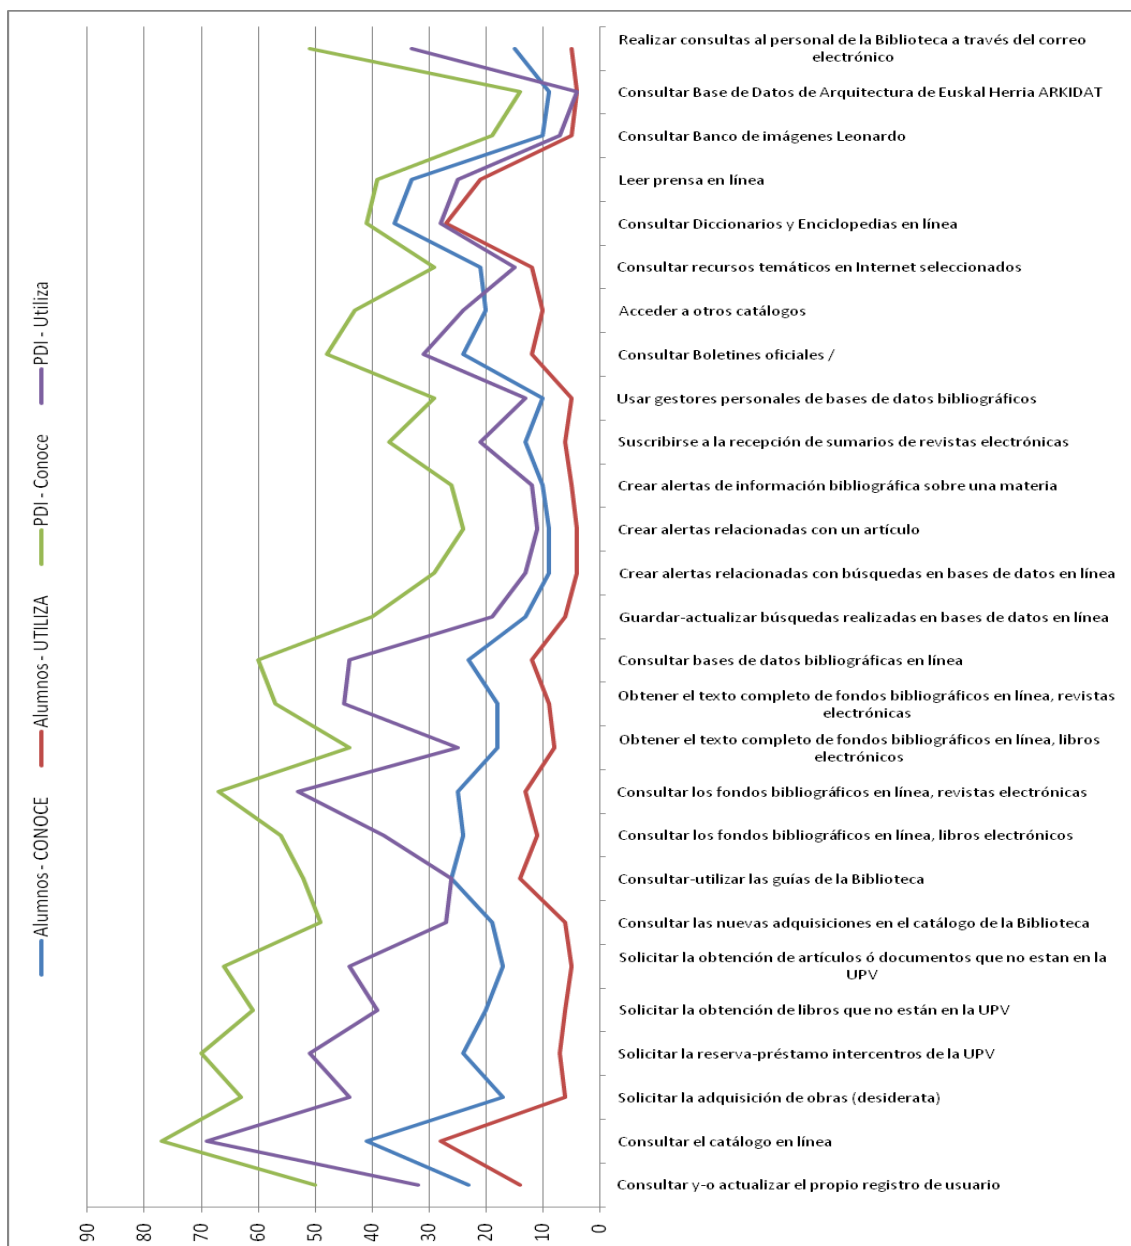 Realizar consultas al personal de la Biblioteca a través del correo
electrónico
Consultar Base de Datos de Arquitectura de Euskal Herria ARKIDAT
Consultar Banco de imágenes Leonardo
Leer prensa en línea
Consultar Diccionarios y Enciclopedias en línea
Consultar recursos temáticos en Internet seleccionados
Acceder a otros catálogos
Consultar Boletines oficiales /
Usar gestores personales de bases de datos bibliográficos
Suscribirse a la recepción de sumarios de revistas electrónicas
Crear alertas de información bibliográfica sobre una materia
Crear alertas relacionadas con un artículo
Crear alertas relacionadas con búsquedas en bases de datos en línea
Guardar-actualizar búsquedas realizadas en bases de datos en línea
Consultar bases de datos bibliográficas en línea
Obtener el texto completo de fondos bibliográficos en línea, revistas
electrónicas
Obtener el texto completo de fondos bibliográficos en línea, libros
electrónicos
Consultar los fondos bibliográficos en línea, revistas electrónicas
Consultar los fondos bibliográficos en línea, libros electrónicos
Consultar-utilizar las guías de la Biblioteca
Consultar las nuevas adquisiciones en el catálogo de la Biblioteca
Solicitar la obtención de artículos ó documentos que no estan en la
UPV
Solicitar la obtención de libros que no están en la UPV
Solicitar la reserva-préstamo intercentros de la UPV
Solicitar la adquisición de obras (desiderata)
Consultar el catálogo en línea
Consultar y-o actualizar el propio registro de usuario
Alumnos - CONOCE
Alumnos - UTILIZA
PDI - Conoce
PDI - Utiliza
90
80
70
60
50
40
30
20
10
0